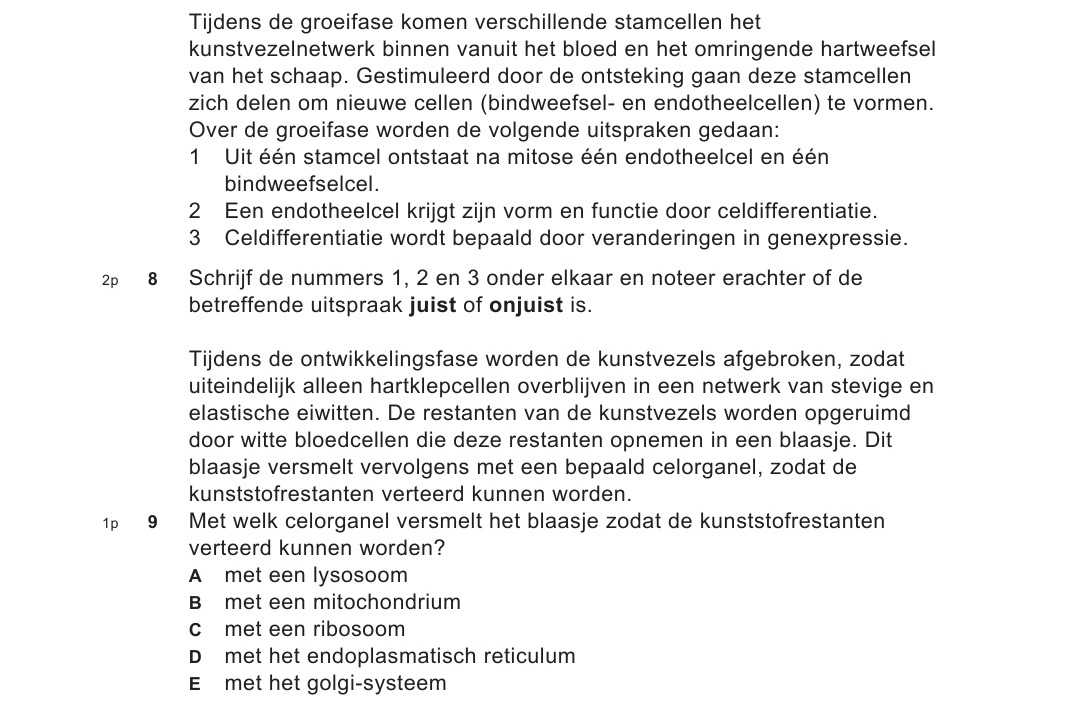 Tijdens de groeifase komen verschillende stamcellen het
kunstvezelnetwerk binnen vanuit het bloed en het omringende hartweefsel
van het schaap. Gestimuleerd door de ontsteking gaan deze stamcellen
zich delen om nieuwe cellen (bindweefsel- en endotheelcellen) te vormen.
Over de groeifase worden de volgende uitspraken gedaan:
1 Uit één stamcel ontstaat na mitose één endotheelcel en één
bindweefselcel.
2 Een endotheelcel krijgt zijn vorm en functie door celdifferentiatie.
3 Celdifferentiatie wordt bepaald door veranderingen in genexpressie.
2p 8 Schrijf de nummers 1, 2 en 3 onder elkaar en noteer erachter of de
betreffende uitspraak juist of onjuist is.
Tijdens de ontwikkelingsfase worden de kunstvezels afgebroken, zodat
uiteindelijk alleen hartklepcellen overblijven in een netwerk van stevige en
elastische eiwitten. De restanten van de kunstvezels worden opgeruimd
door witte bloedcellen die deze restanten opnemen in een blaasje. Dit
blaasje versmelt vervolgens met een bepaald celorganel, zodat de
kunststofrestanten verteerd kunnen worden.
1p 9 Met welk celorganel versmelt het blaasje zodat de kunststofrestanten
verteerd kunnen worden?
A met een lysosoom
B met een mitochondrium
C met een ribosoom
D met het endoplasmatisch reticulum
E met het golgi-systeem